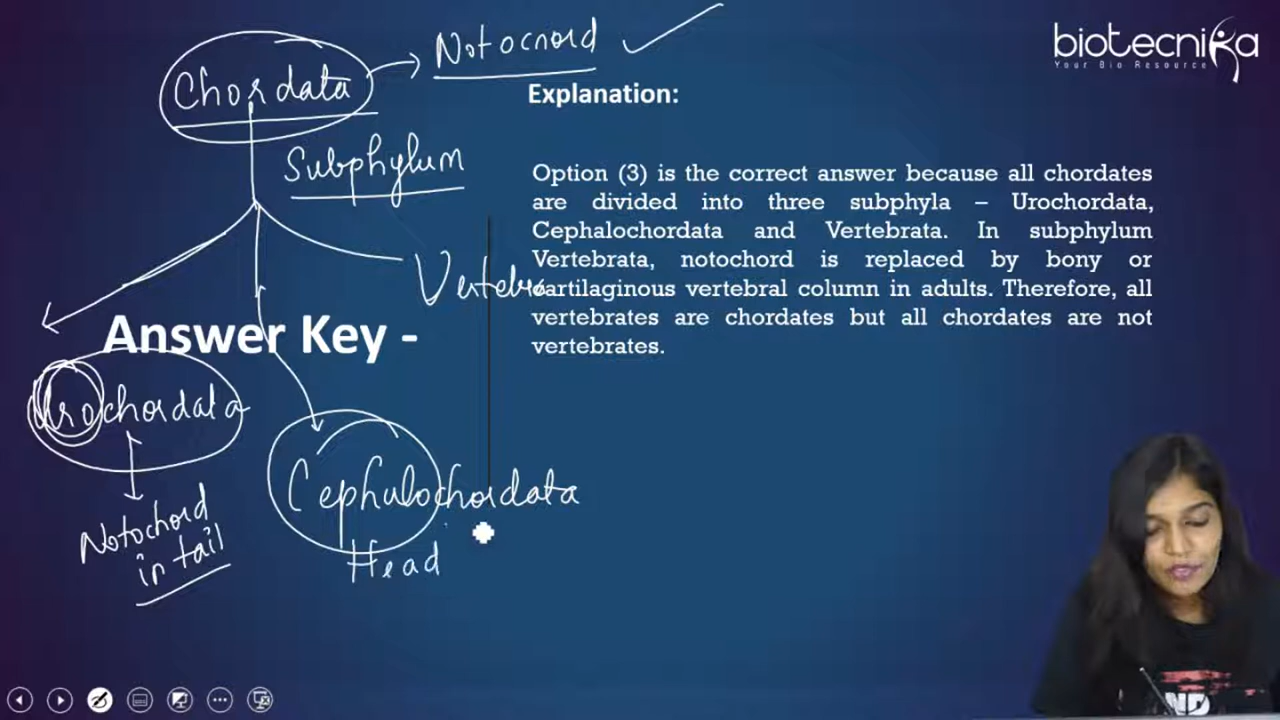 Chordata
Notocnord
biotecnika
Your Bio Resource
Explanation:
Subphylum
Option (3) is the correct answer because all chordates
are divided into three subphyla – Urochordata,
Cephalochordata and Vertebrata. In subphylum
Vertebrata, notochord is replaced by bony or
cartilaginous vertebral column in adults. Therefore, all
vertebrates are chordates but all chordates are not
vertebrates.
Vertebra
Answer Key -
Urochordata
Cephalochordata
Notochord
in tail
Head
ND